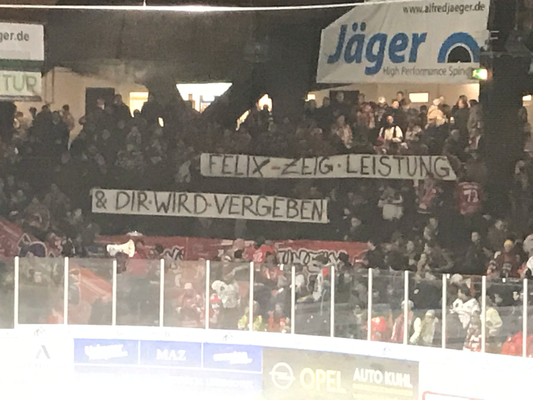 www.alfredjaeger.de
ger.de
Jäger
High Performance Spin
TUR
FELIX-ZEIG·LEISTUNG
& DIR·WIRD·VERGEBEN
MAZ
OPEL
AUTO KUHL